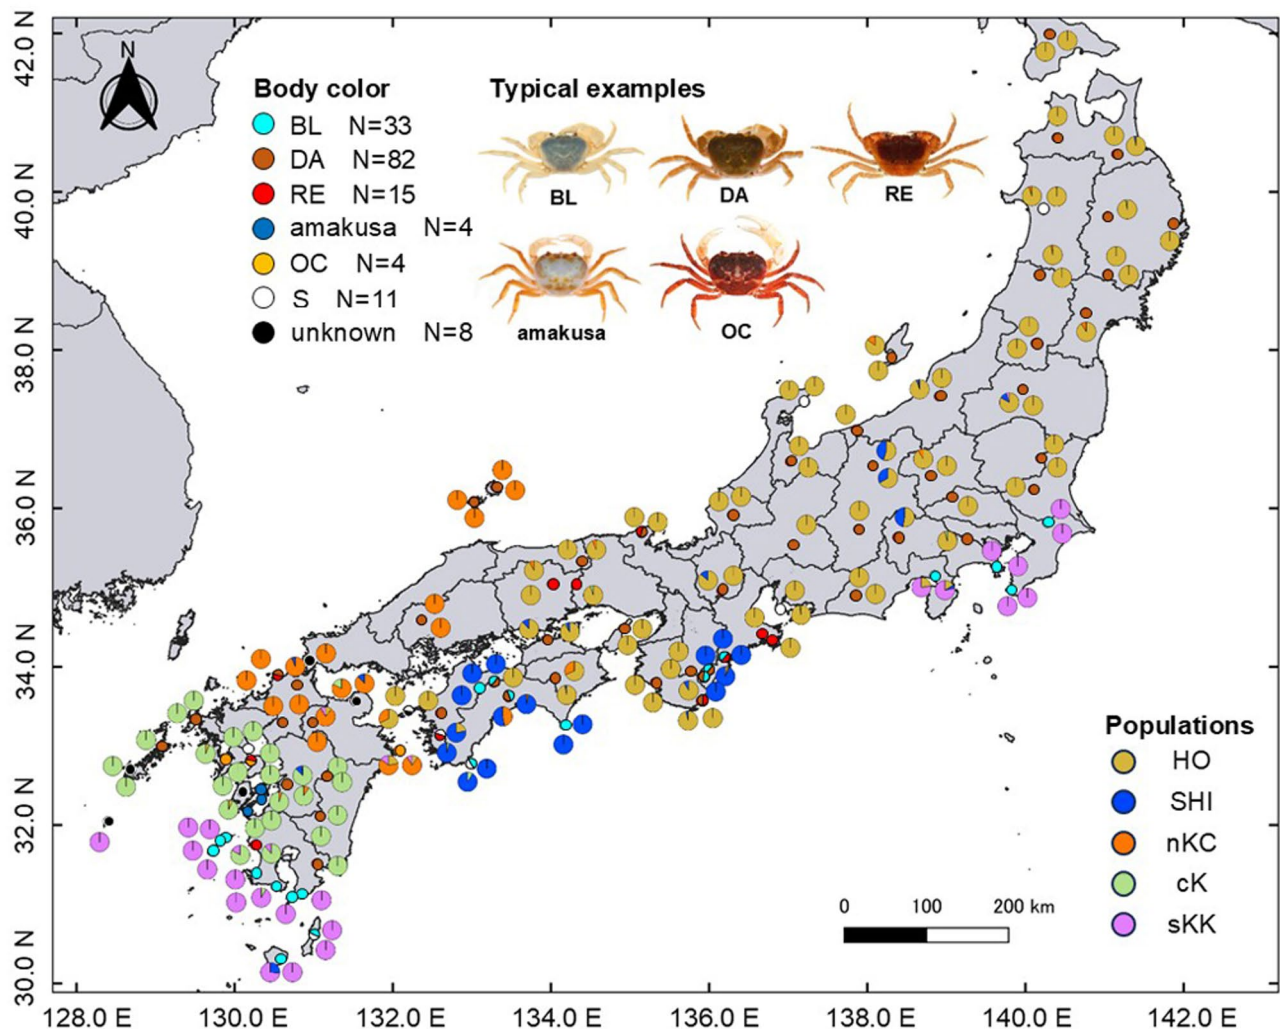 42.0 N
40.0 N
38.0 N
36.0 N
34.0 N
32.0 N
30.0 N
N
Body color
BL N=33
DA N=82
RE N=15
amakusa N=4
OC N=4
S N=11
unknown N=8
Typical examples
BL
DA
RE
amakusa
OC
Populations
HO
SHI
nKC
cK
sKK
0 100 200 km
128.0 E 130.0 E 132.0 E 134.0 E 136.0 E 138.0 E 140.0 E 142.0 E